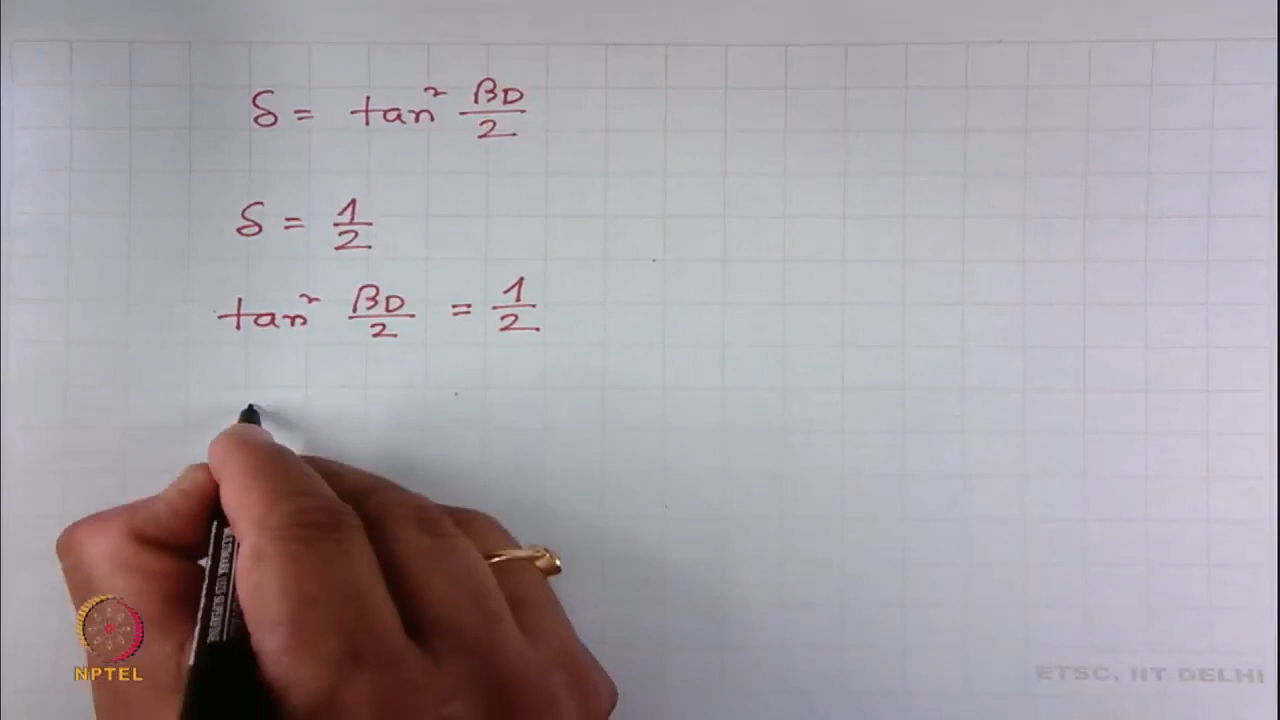 δ = tan² βD/2
δ = 1/2
tan² βD/2 = 1/2
NPTEL
ETSC, IIT DELHI